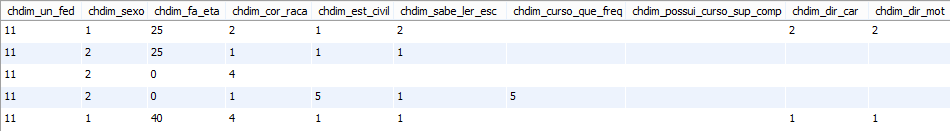 chdim_un_fed chdim_sexo chdim_fa_eta chdim_cor_raca chdim_est_civil chdim_sabe_ler_esc chdim_curso_que_freq chdim_possui_curso_sup_comp chdim_dir_car chdim_dir_mot
11 1 25 2 1 2 2 2
11 2 25 1 1 1
11 2 0 4
11 2 0 1 5 1 5
11 1 40 4 1 1 1 1